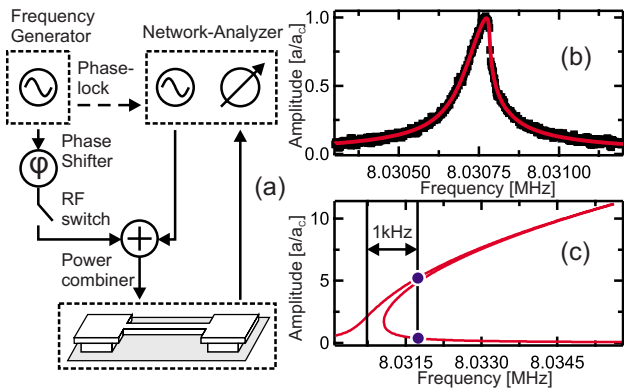 Frequency
Generator
Network-Analyzer
Phase-
lock
Phase
Shifter
φ
RF
switch
Power
combiner
(a)
Amplitude [a/a_c]
1.0
0.5
0.0
(b)
8.03050 8.03075 8.03100
Frequency [MHz]
Amplitude [a/a_c]
10
5
0
1kHz
(c)
8.0315 8.0330 8.0345
Frequency [MHz]